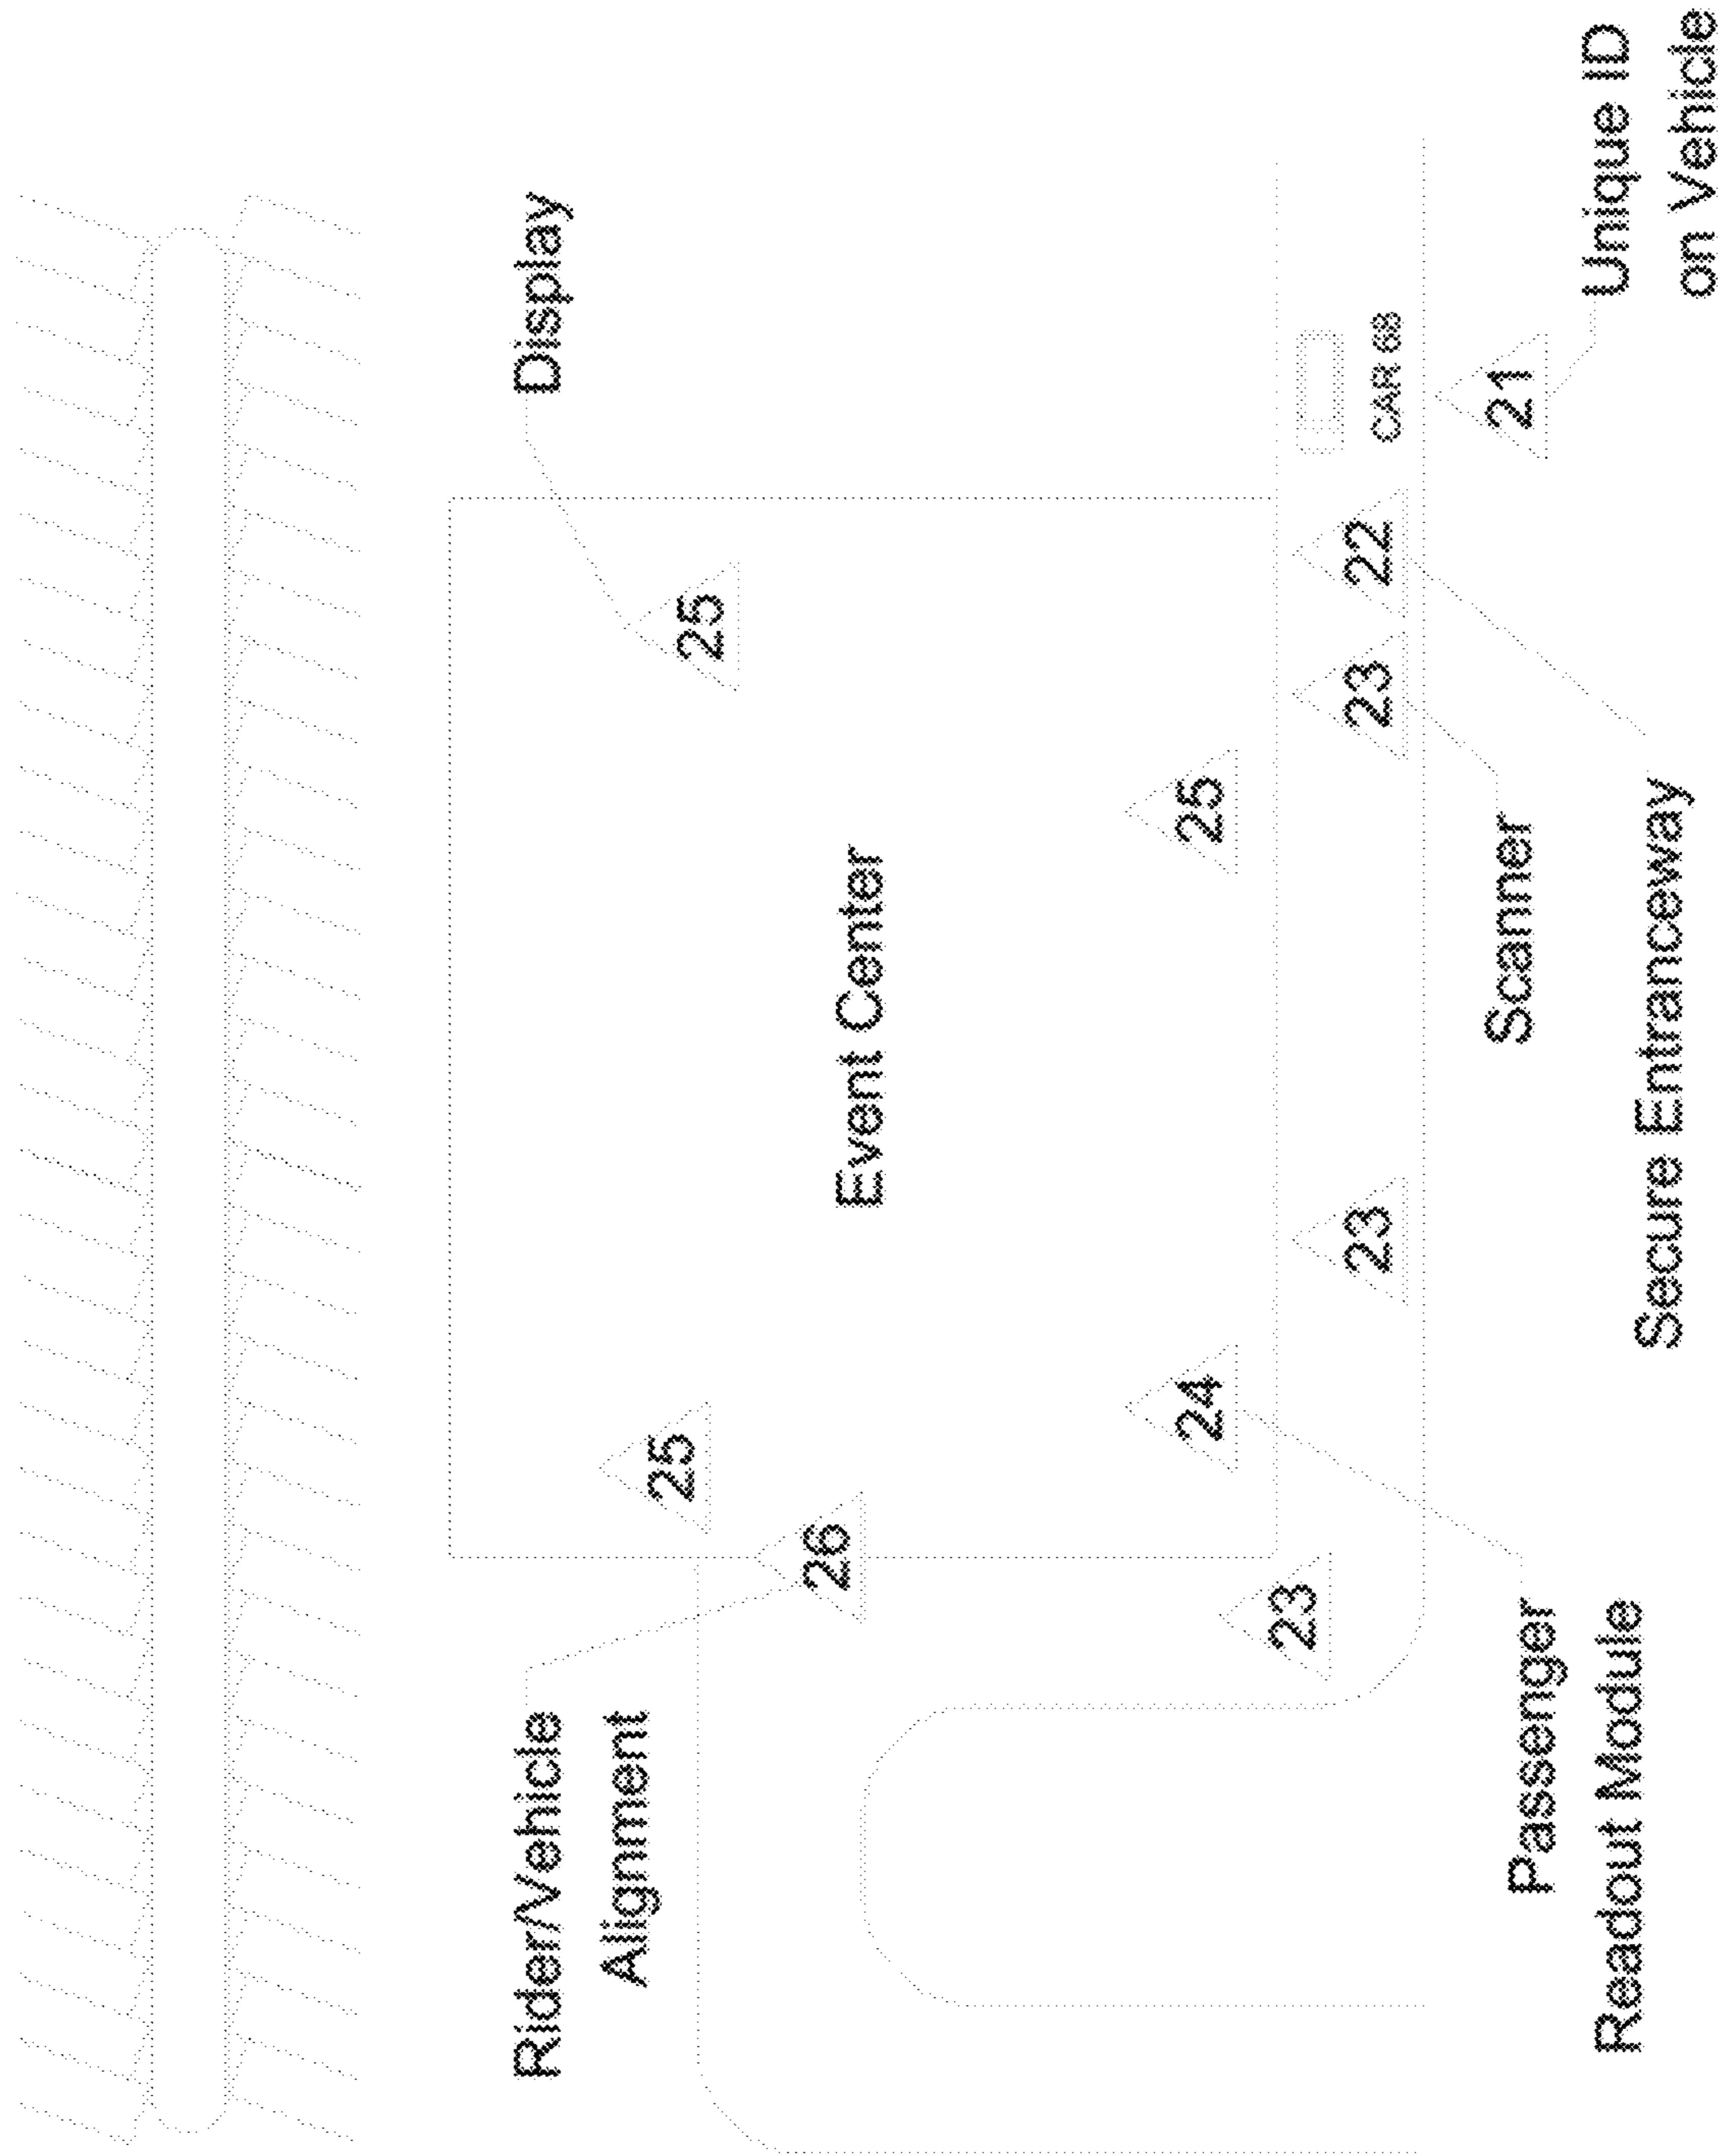 Rider/Vehicle
Alignment
Display
25
25
26
Event Center
24
25
23
23
23
22
CAR 68
21
Passenger
Readout Module
Scanner
Secure Entranceway
Unique ID
on Vehicle